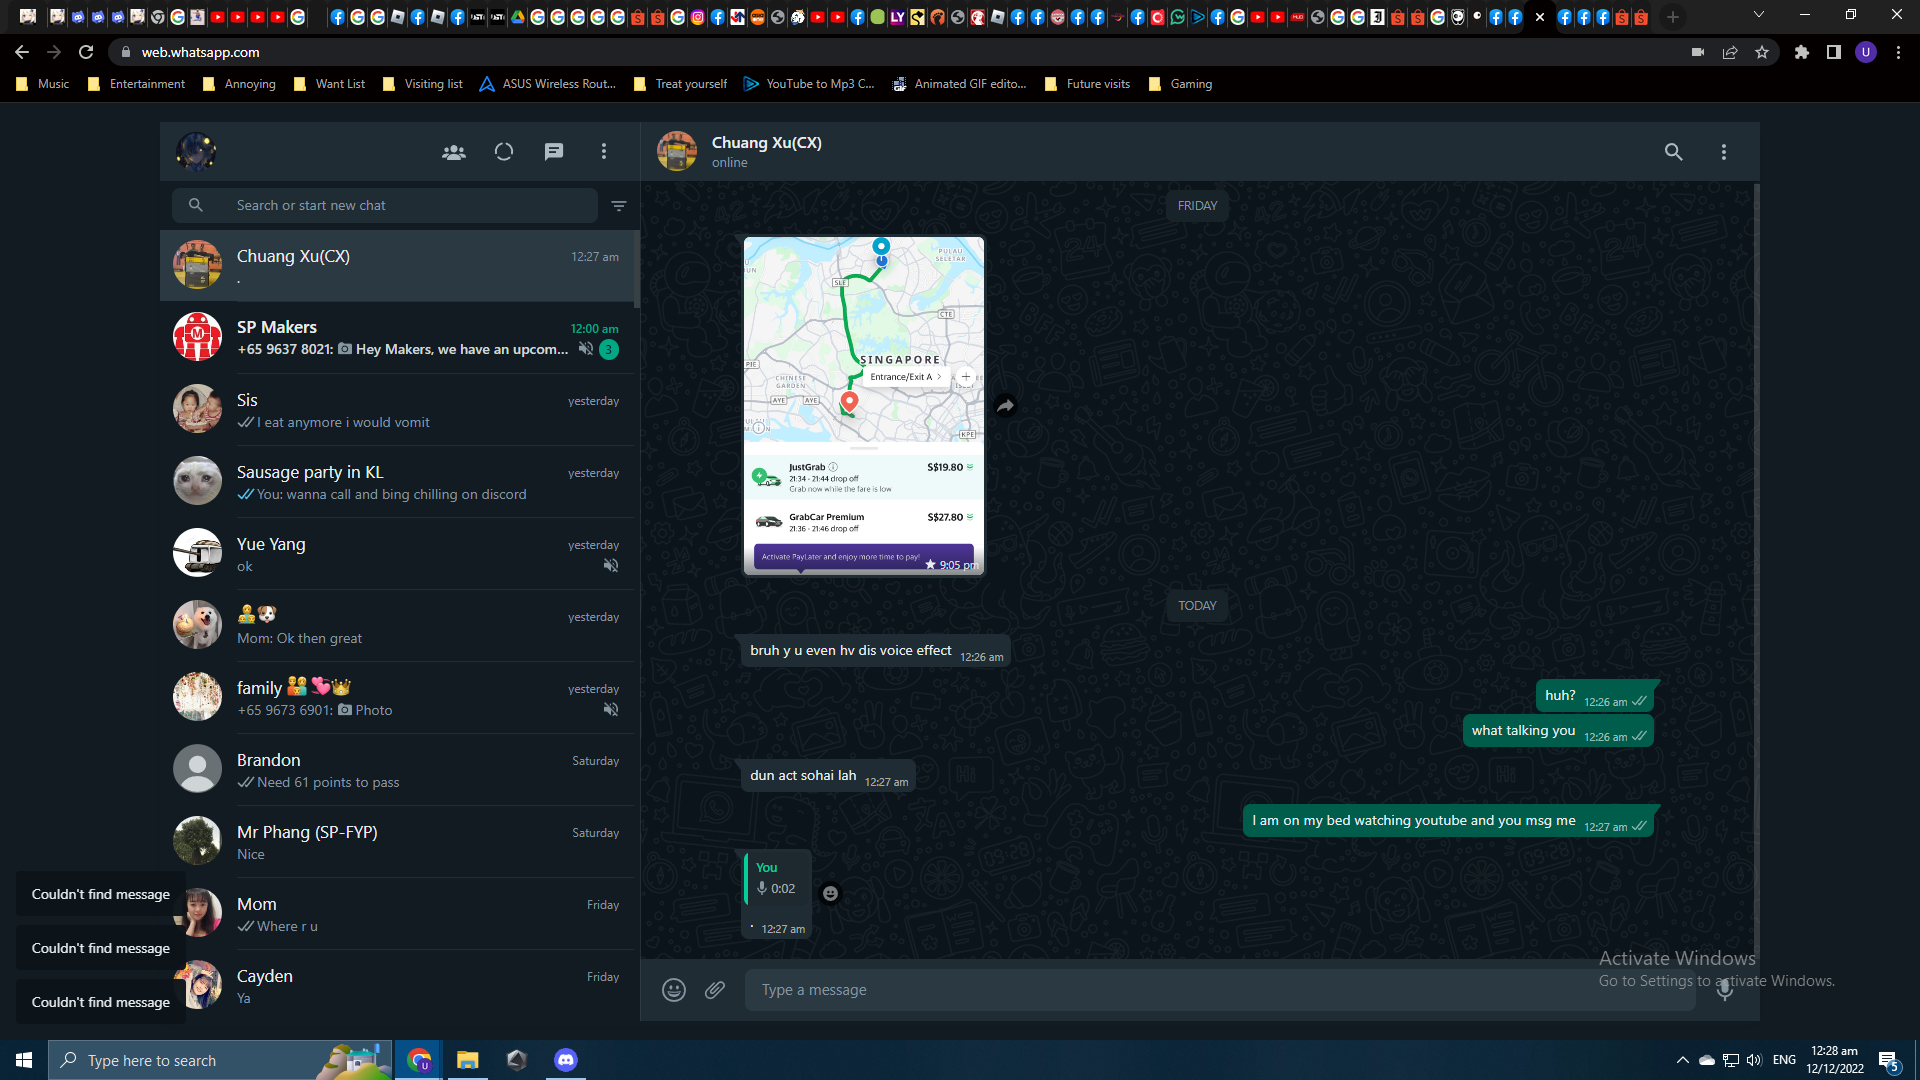 web.whatsapp.com
Music
Entertainment
Annoying
Want List
Visiting list
ASUS Wireless Rout...
Treat yourself
YouTube to Mp3 C...
Animated GIF edito...
Future visits
Gaming
U
Search or start new chat
Chuang Xu(CX)
12:27 am
.
SP Makers
12:00 am
+65 9637 8021: Hey Makers, we have an upcom...
3
Sis
yesterday
I eat anymore i would vomit
Sausage party in KL
yesterday
You: wanna call and bing chilling on discord
Yue Yang
yesterday
ok
yesterday
Mom: Ok then great
family
yesterday
+65 9673 6901: Photo
Brandon
Saturday
Need 61 points to pass
Mr Phang (SP-FYP)
Saturday
Nice
Mom
Friday
Where r u
Cayden
Friday
Ya
Couldn't find message
Couldn't find message
Couldn't find message
Chuang Xu(CX)
online
FRIDAY
PULAU
SELETAR
SLE
CTE
SINGAPORE
PIE
Entrance/Exit A
CHINESE
GARDEN
AYE
AYE
KPE
JustGrab
S$19.80
21:34 - 21:44 drop off
Grab now while the fare is low
GrabCar Premium
S$27.80
21:36 - 21:46 drop off
Activate PayLater and enjoy more time to pay!
9:05 pm
TODAY
bruh y u even hv dis voice effect
12:26 am
huh?
12:26 am
what talking you
12:26 am
dun act sohai lah
12:27 am
I am on my bed watching youtube and you msg me
12:27 am
You
0:02
.
12:27 am
Type a message
Activate Windows
Go to Settings to activate Windows.
Type here to search
ENG
12:28 am
12/12/2022
5